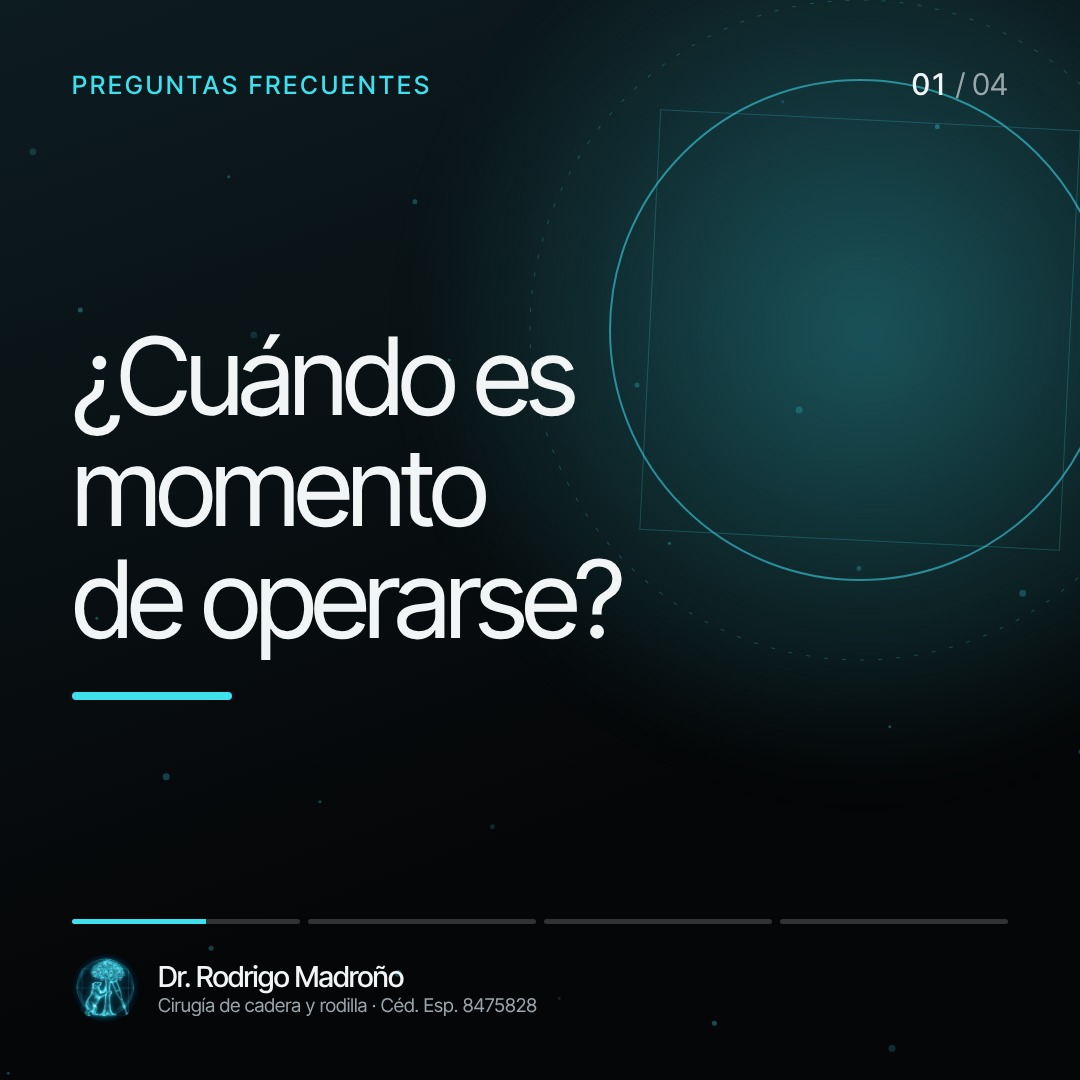 PREGUNTAS FRECUENTES
01 / 04
¿Cuándo es
momento
de operarse?
Dr. Rodrigo Madroño
Cirugía de cadera y rodilla · Céd. Esp. 8475828